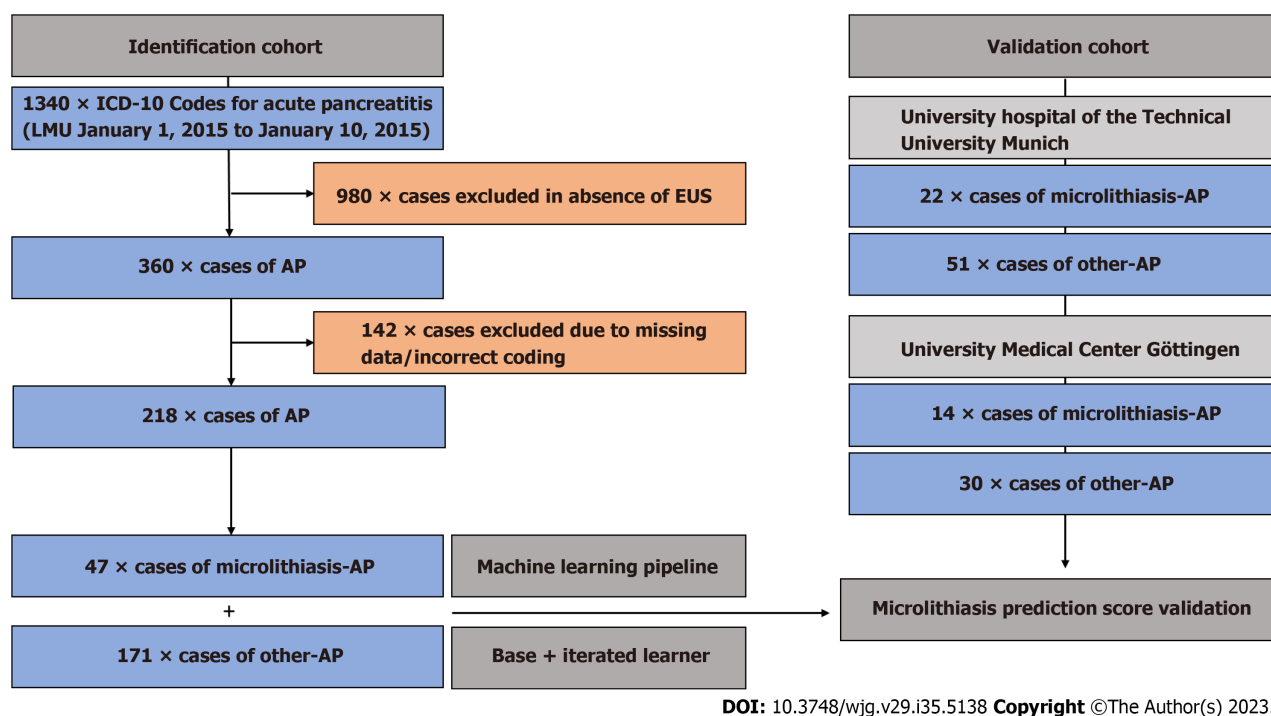 Identification cohort
1340 × ICD-10 Codes for acute pancreatitis
(LMU January 1, 2015 to January 10, 2015)
980 × cases excluded in absence of EUS
360 × cases of AP
142 × cases excluded due to missing
data/incorrect coding
218 × cases of AP
47 × cases of microlithiasis-AP
+
171 × cases of other-AP
Machine learning pipeline
Base + iterated learner
Validation cohort
University hospital of the Technical
University Munich
22 × cases of microlithiasis-AP
51 × cases of other-AP
University Medical Center Göttingen
14 × cases of microlithiasis-AP
30 × cases of other-AP
Microlithiasis prediction score validation
DOI: 10.3748/wjg.v29.i35.5138 Copyright ©The Author(s) 2023.